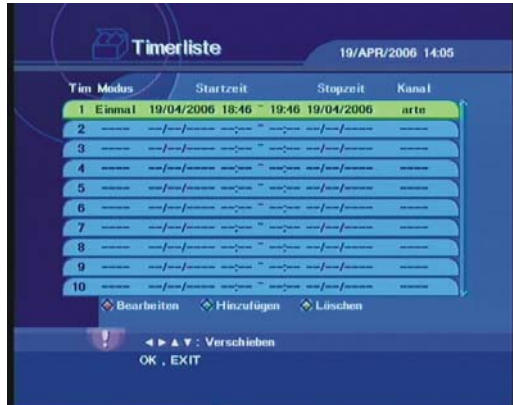 Timerliste
19/APR/2006 14:05
Tim Modus Startzeit Stopzeit Kanal
1 Einmal 19/04/2006 18:46 ~ 19:46 19/04/2006 arte
2 ---- --/--/---- --:-- ~ --:-- --/--/---- ----
3 ---- --/--/---- --:-- ~ --:-- --/--/---- ----
4 ---- --/--/---- --:-- ~ --:-- --/--/---- ----
5 ---- --/--/---- --:-- ~ --:-- --/--/---- ----
6 ---- --/--/---- --:-- ~ --:-- --/--/---- ----
7 ---- --/--/---- --:-- ~ --:-- --/--/---- ----
8 ---- --/--/---- --:-- ~ --:-- --/--/---- ----
9 ---- --/--/---- --:-- ~ --:-- --/--/---- ----
10 ---- --/--/---- --:-- ~ --:-- --/--/---- ----
Bearbeiten Hinzufügen Löschen
! ◄ ► ▲ ▼ : Verschieben
OK , EXIT